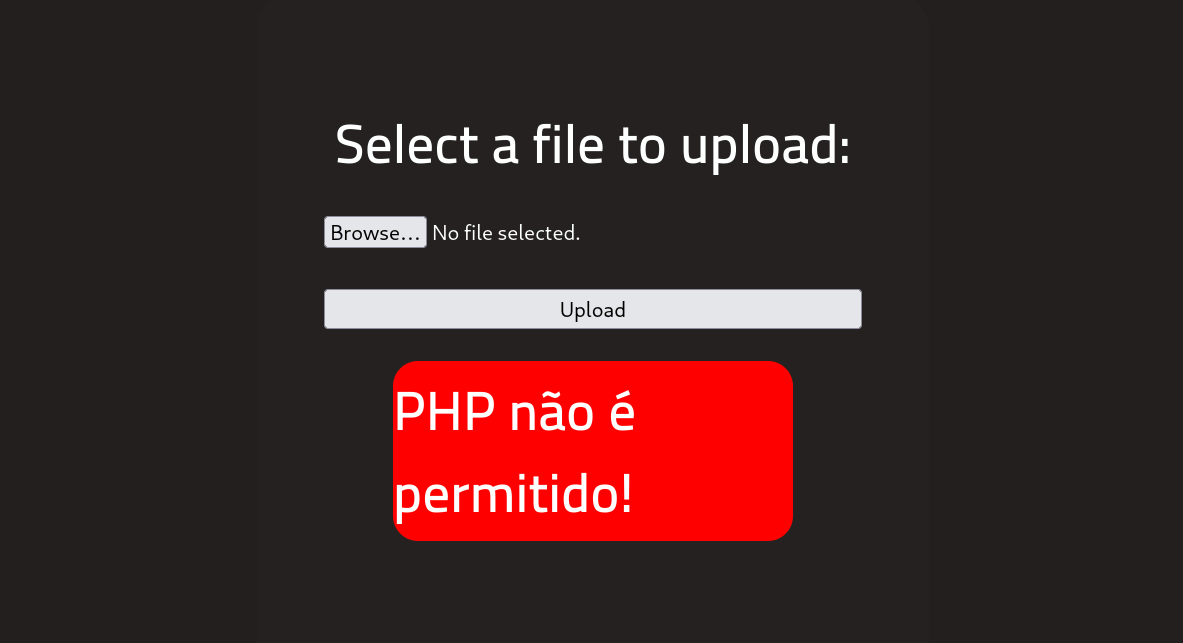 Select a file to upload:
Browse... No file selected.
Upload
PHP não é
permitido!